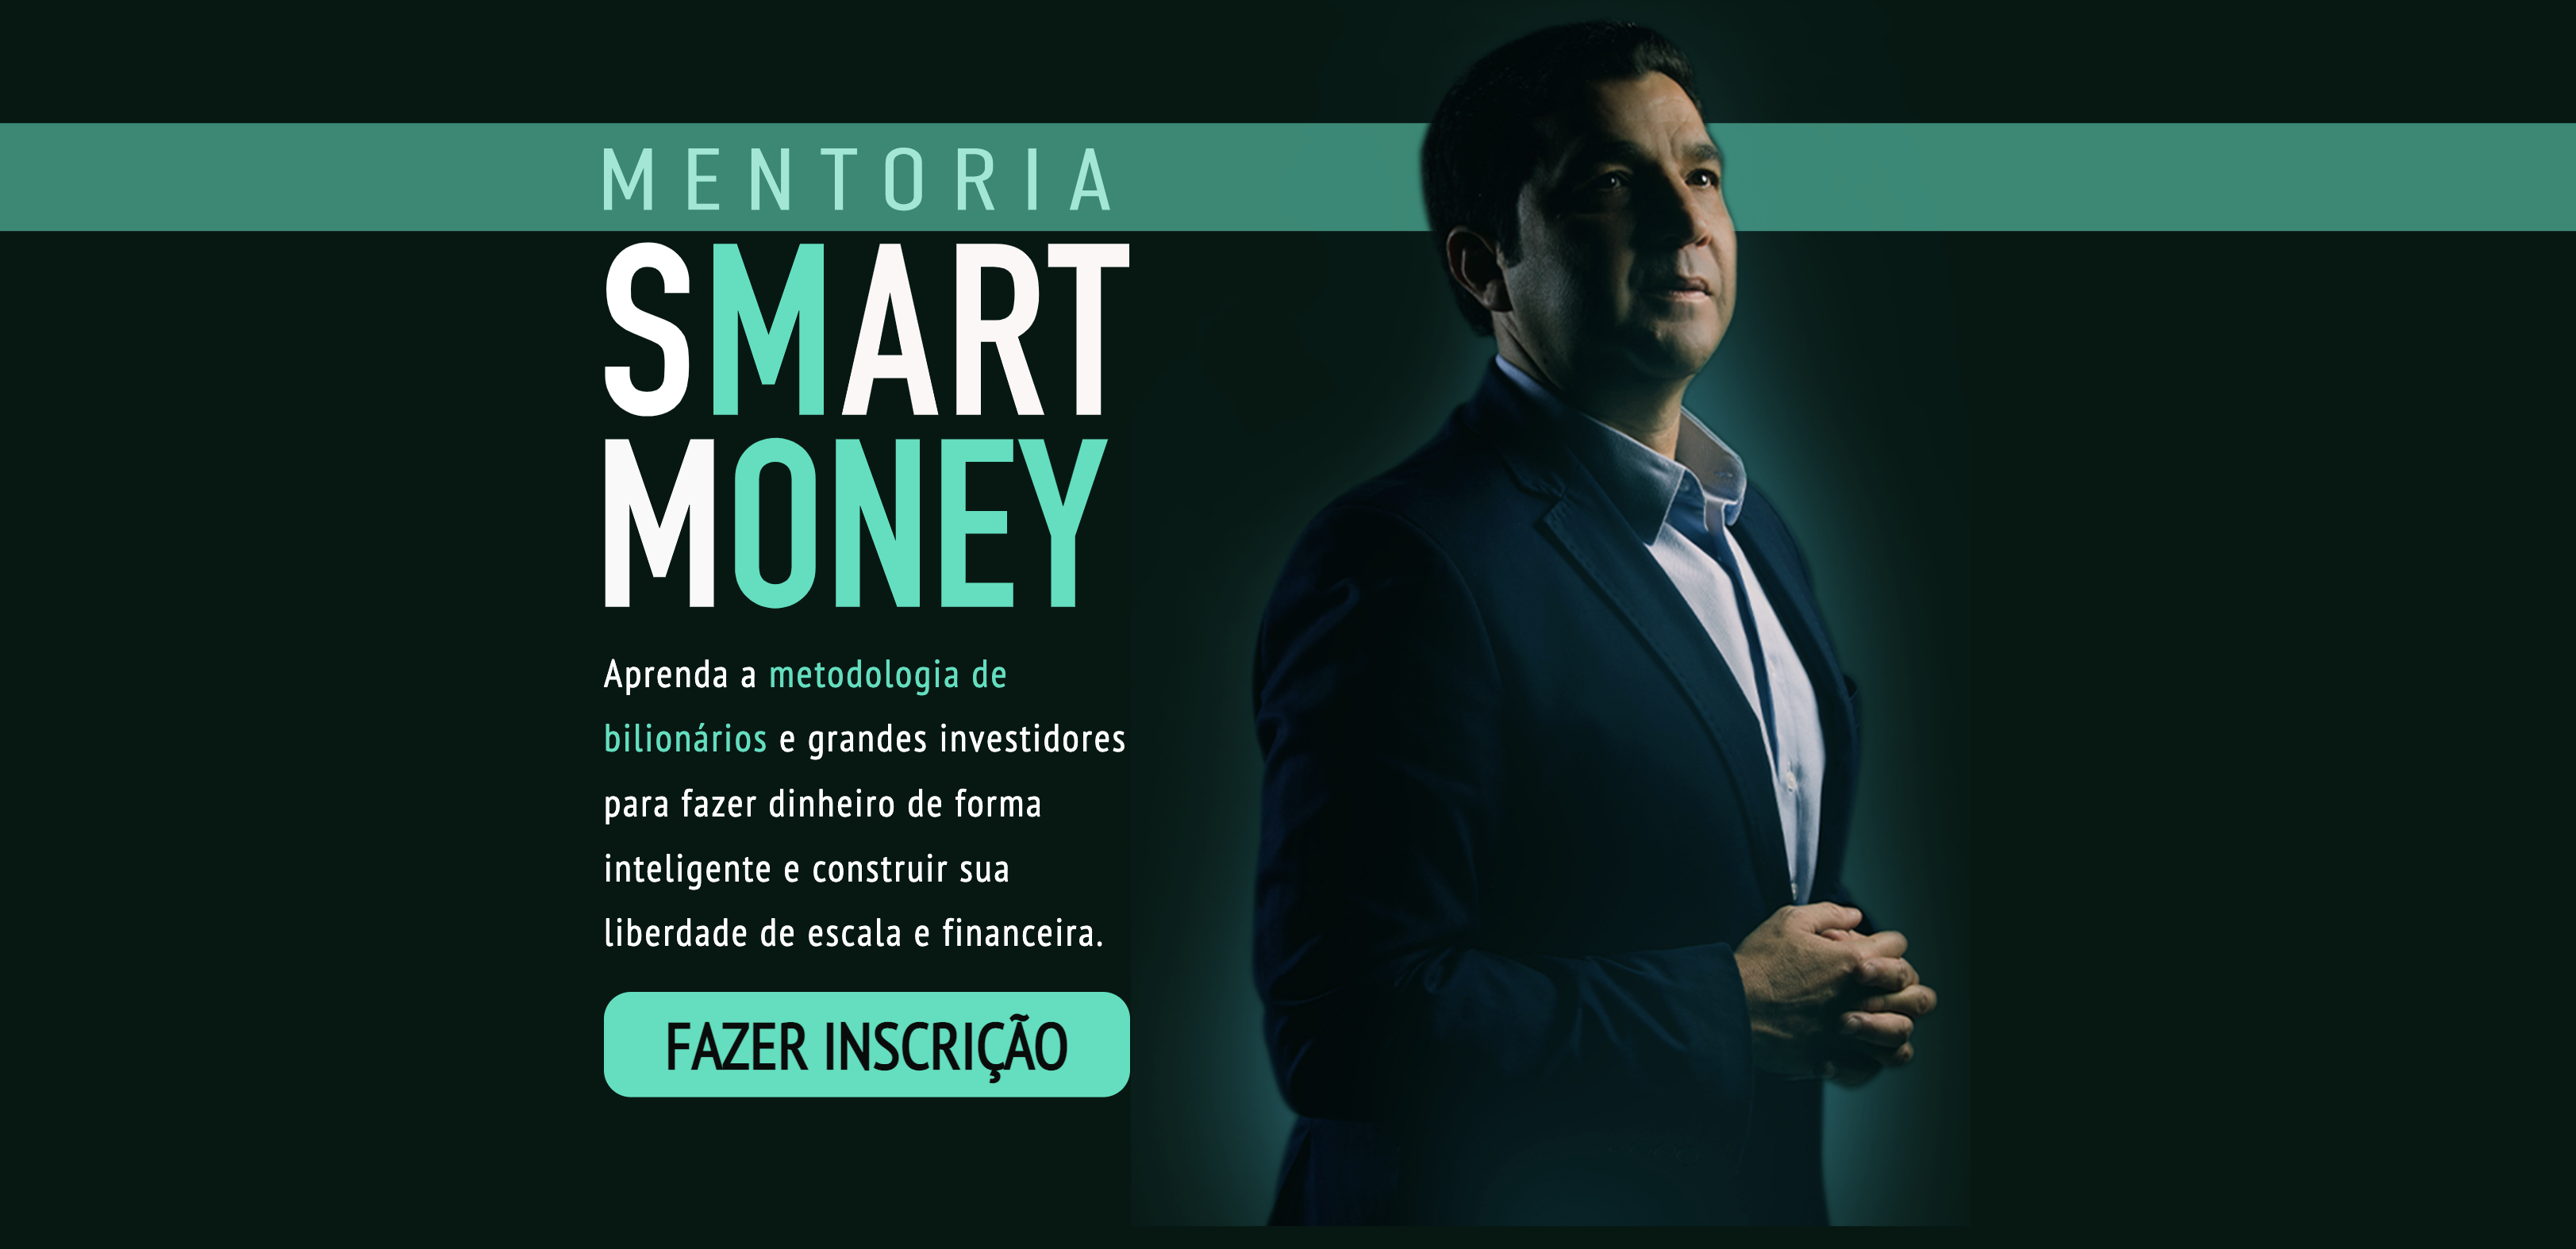 MENTORIA
SMART
MONEY
Aprenda a metodologia de
bilionários e grandes investidores
para fazer dinheiro de forma
inteligente e construir sua
liberdade de escala e financeira.
FAZER INSCRIÇÃO